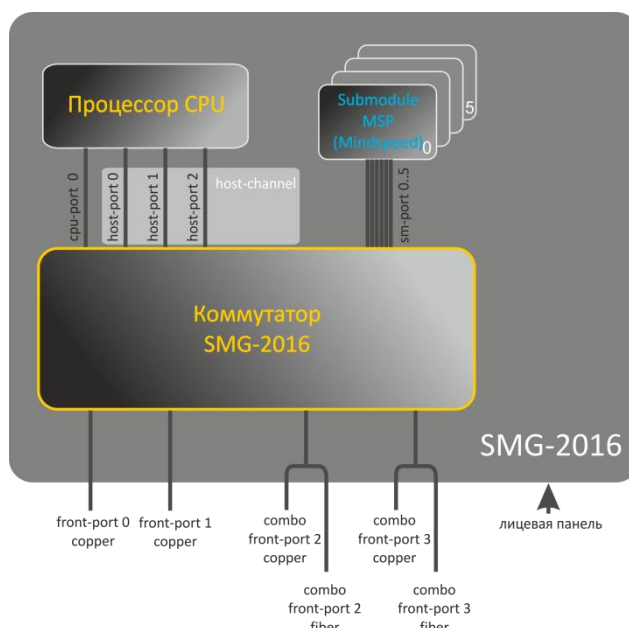 Процессор CPU
Submodule
MSP
(Mindspeed)
0
5
cpu-port 0
host-port 0
host-port 1
host-port 2
host-channel
sm-port 0..5
Коммутатор
SMG-2016
SMG-2016
front-port 0
copper
front-port 1
copper
combo
front-port 2
copper
combo
front-port 3
copper
лицевая панель
combo
front-port 2
fiber
combo
front-port 3
fiber